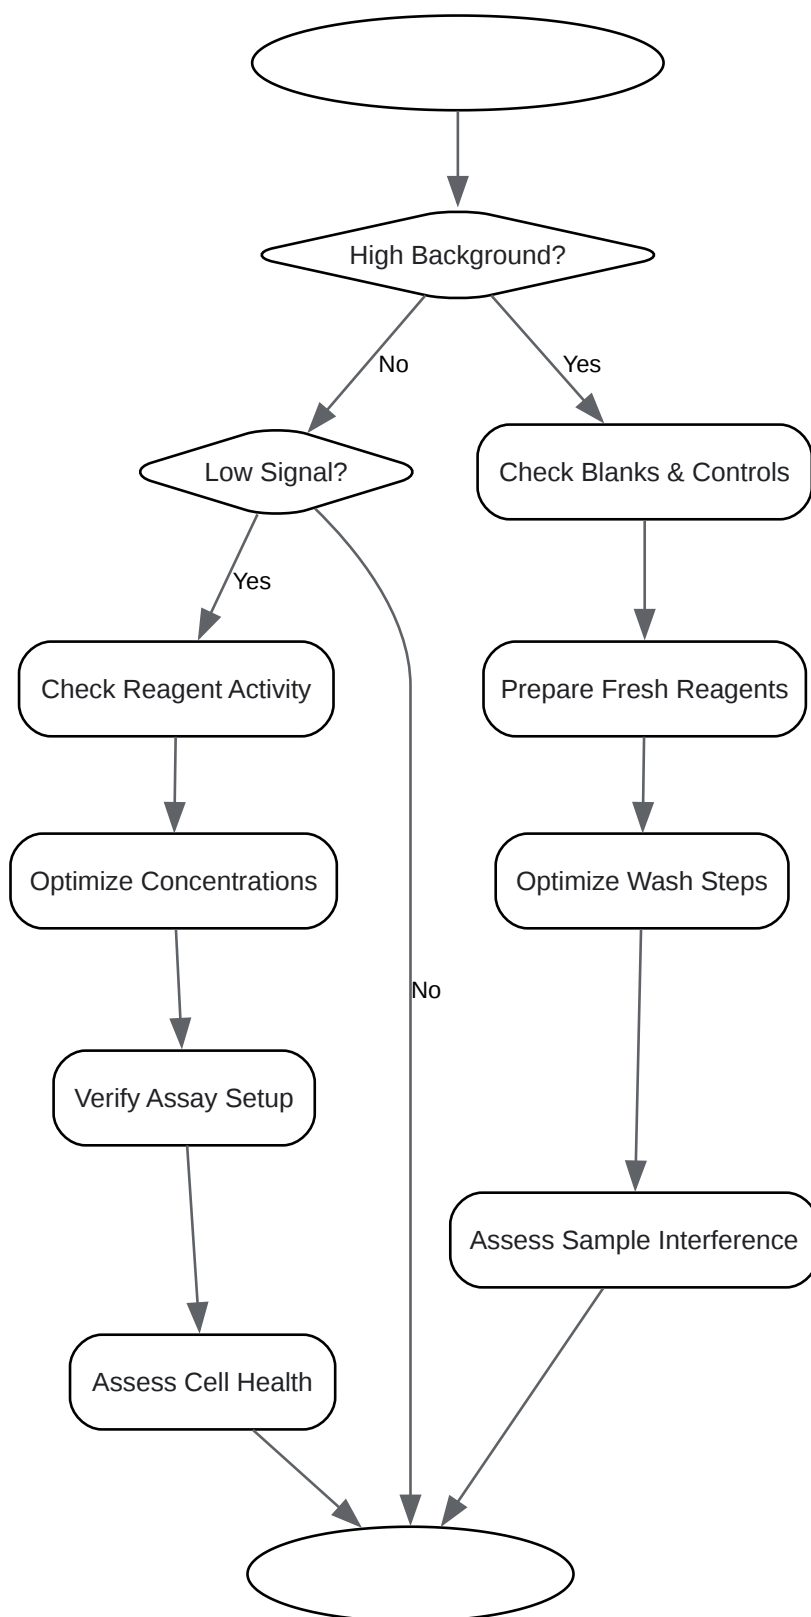 High Background?
No
Yes
Low Signal?
Check Blanks & Controls
Yes
Check Reagent Activity
Prepare Fresh Reagents
Optimize Concentrations
Optimize Wash Steps
No
Verify Assay Setup
Assess Sample Interference
Assess Cell Health